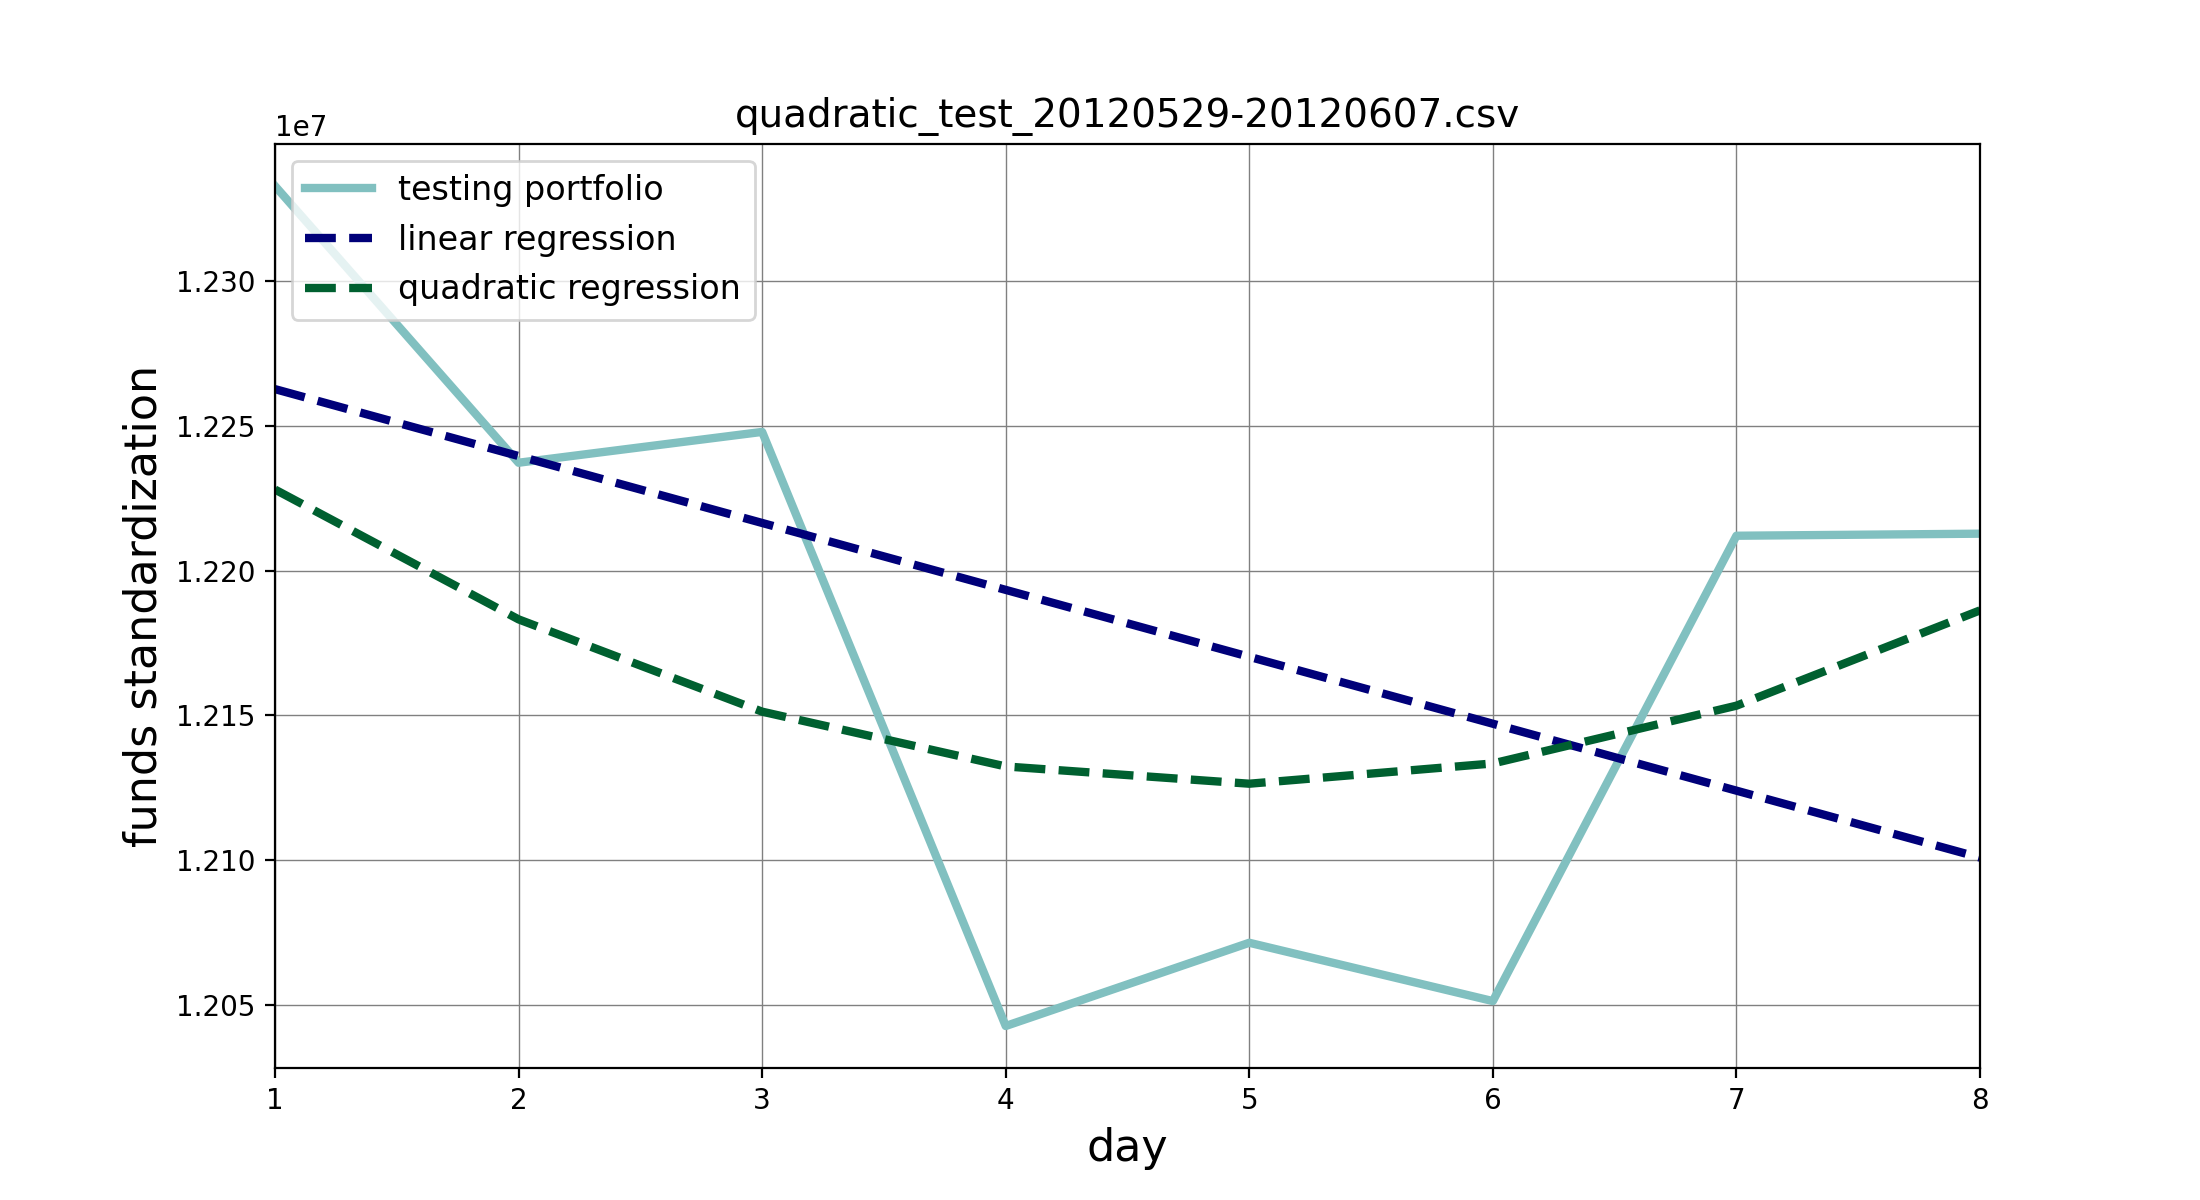 quadratic_test_20120529-20120607.csv
1e7
testing portfolio
linear regression
quadratic regression
1.230
1.225
1.220
1.215
1.210
1.205
funds standardization
1 2 3 4 5 6 7 8
day